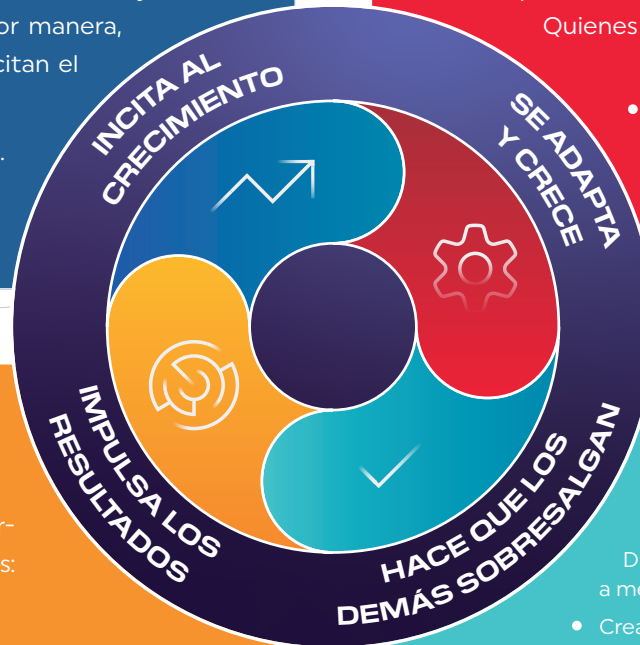 or manera,
citan el
Quienes
INCITA AL
CRECIMIENTO
SE ADAPTA
Y CRECE
IMPULSA LOS
RESULTADOS
HACE QUE LOS
DEMÁS SOBRESALGAN
s:
D
a me
• Crea